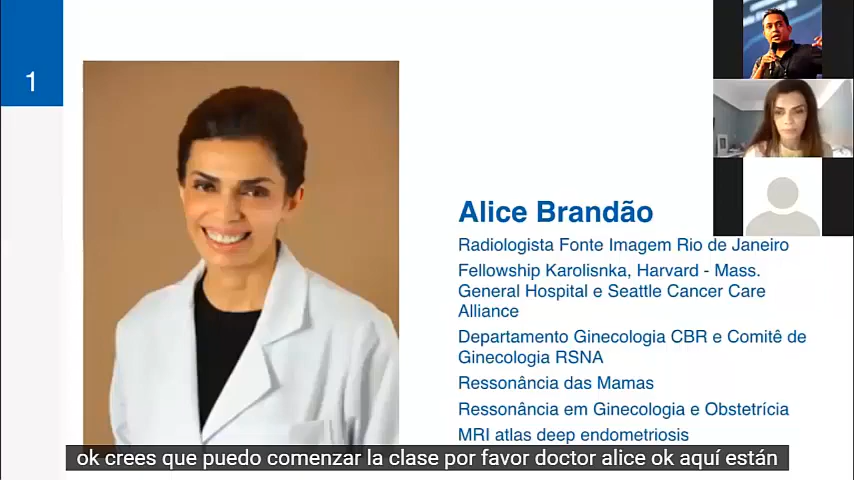 1
Alice Brandão
Radiologista Fonte Imagem Rio de Janeiro
Fellowship Karolisnka, Harvard - Mass.
General Hospital e Seattle Cancer Care
Alliance
Departamento Ginecologia CBR e Comitê de
Ginecologia RSNA
Ressonância das Mamas
Ressonância em Ginecologia e Obstetrícia
MRI atlas deep endometriosis
ok crees que puedo comenzar la clase por favor doctor alice ok aquí están